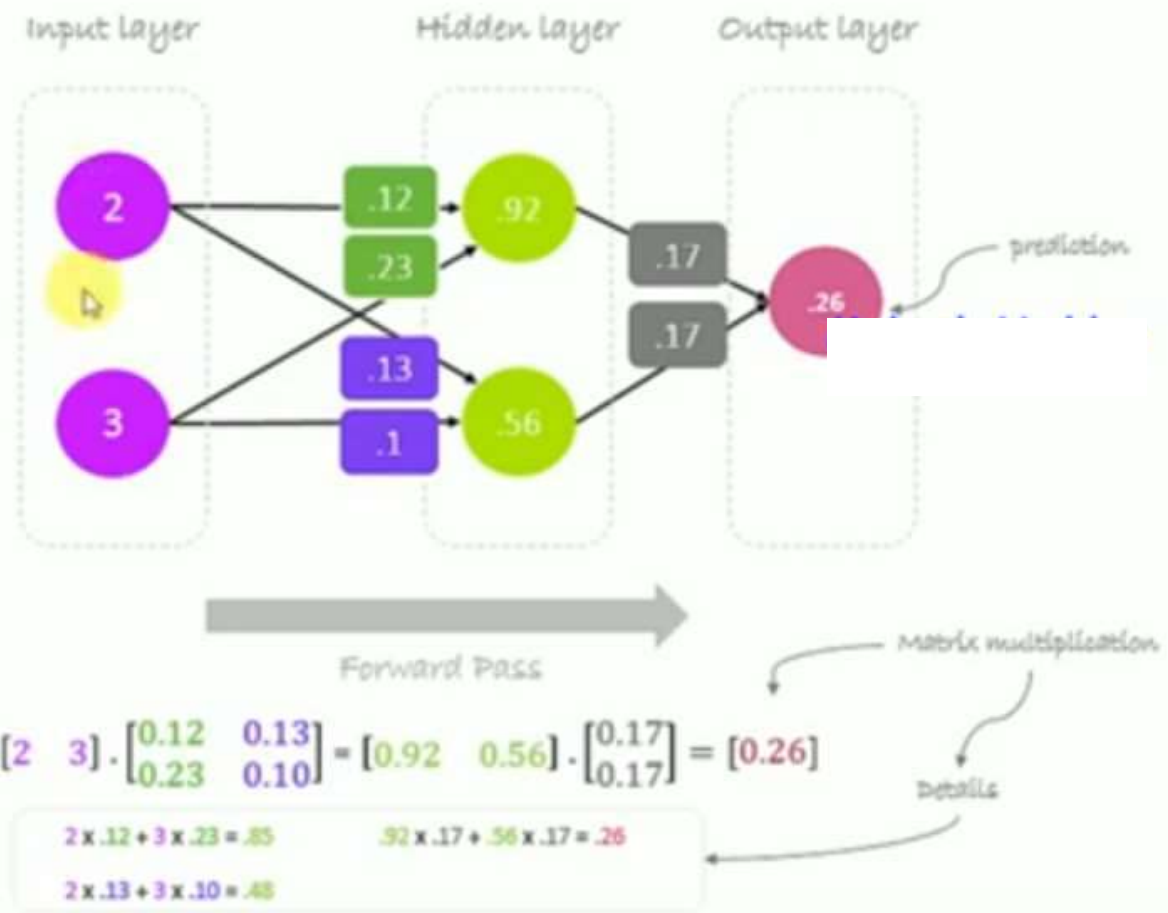 Input layer Hidden layer Output layer
2 .12 .92
.23 .17 prediction
.26
.17
.13
3 .1 .56
Forward Pass
Matrix multiplication
[2 3] . [0.12 0.13 = [0.92 0.56] . [0.17 = [0.26]
0.23 0.10] 0.17]
Details
2 x .12 + 3 x .23 = .85 .92 x .17 + .56 x .17 = .26
2 x .13 + 3 x .10 = .48